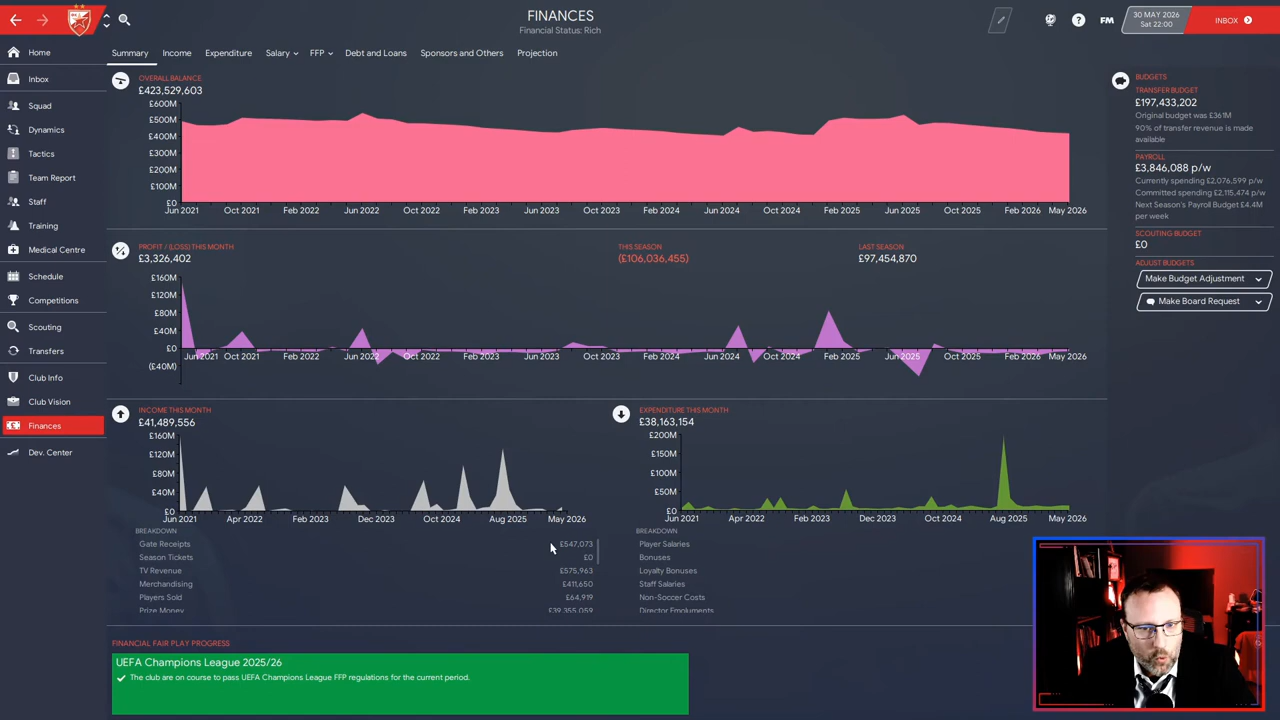 FINANCES
Financial Status: Rich
30 MAY 2026
Sat 22:00
INBOX
FM
?
Home
Inbox
Squad
Dynamics
Tactics
Team Report
Staff
Training
Medical Centre
Schedule
Competitions
Scouting
Transfers
Club Info
Club Vision
Finances
Dev. Center
Summary Income Expenditure Salary FFP Debt and Loans Sponsors and Others Projection
OVERALL BALANCE
£423,529,603
£600M
£500M
£400M
£300M
£200M
£100M
£0
Jun 2021 Oct 2021 Feb 2022 Jun 2022 Oct 2022 Feb 2023 Jun 2023 Oct 2023 Feb 2024 Jun 2024 Oct 2024 Feb 2025 Jun 2025 Oct 2025 Feb 2026 May 2026
PROFIT / (LOSS) THIS MONTH
£3,326,402
THIS SEASON
(£106,036,455)
LAST SEASON
£97,454,870
£160M
£120M
£80M
£40M
£0
(£40M)
Jun 2021 Oct 2021 Feb 2022 Jun 2022 Oct 2022 Feb 2023 Jun 2023 Oct 2023 Feb 2024 Jun 2024 Oct 2024 Feb 2025 Jun 2025 Oct 2025 Feb 2026 May 2026
INCOME THIS MONTH
£41,489,556
£160M
£120M
£80M
£40M
£0
Jun 2021 Apr 2022 Feb 2023 Dec 2023 Oct 2024 Aug 2025 May 2026
BREAKDOWN
Gate Receipts £547,073
Season Tickets £0
TV Revenue £575,963
Merchandising £411,650
Players Sold £64,919
Prize Money £39,355,059
EXPENDITURE THIS MONTH
£38,163,154
£200M
£150M
£100M
£50M
£0
Jun 2021 Apr 2022 Feb 2023 Dec 2023 Oct 2024 Aug 2025 May 2026
BREAKDOWN
Player Salaries
Bonuses
Loyalty Bonuses
Staff Salaries
Non-Soccer Costs
Director Emoluments
FINANCIAL FAIR PLAY PROGRESS
UEFA Champions League 2025/26
The club are on course to pass UEFA Champions League FFP regulations for the current period.
BUDGETS
TRANSFER BUDGET
£197,433,202
Original budget was £361M
90% of transfer revenue is made
available
PAYROLL
£3,846,088 p/w
Currently spending £2,076,599 p/w
Committed spending £2,115,474 p/w
Next Season's Payroll Budget £4.4M
per week
SCOUTING BUDGET
£0
ADJUST BUDGETS
Make Budget Adjustment
Make Board Request